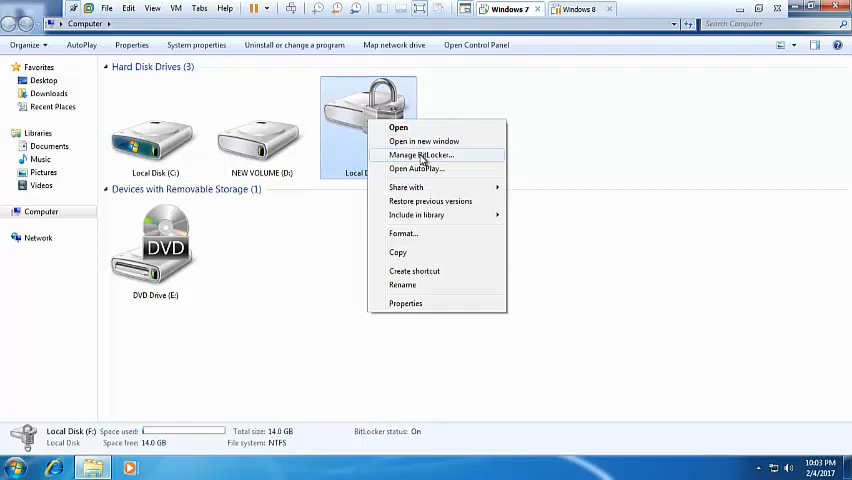 File Edit View VM Tabs Help
Windows 7
Windows 8
Computer
Search Computer
Organize AutoPlay Properties System properties Uninstall or change a program Map network drive Open Control Panel
Favorites
Desktop
Downloads
Recent Places
Libraries
Documents
Music
Pictures
Videos
Computer
Network
Hard Disk Drives (3)
Local Disk (C:)
NEW VOLUME (D:)
Local D
Devices with Removable Storage (1)
DVD
DVD Drive (E:)
Open
Open in new window
Manage BitLocker...
Open AutoPlay...
Share with
Restore previous versions
Include in library
Format...
Copy
Create shortcut
Rename
Properties
Local Disk (F:) Space used: Total size: 14.0 GB BitLocker status: On
Local Disk Space free: 14.0 GB File system: NTFS
10:03 PM
2/4/2017